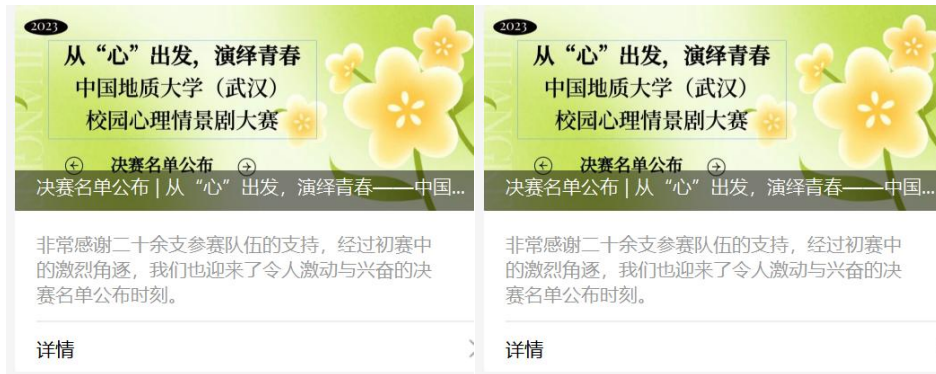 2023
从“心”出发，演绎青春
中国地质大学（武汉）
校园心理情景剧大赛
决赛名单公布
决赛名单公布 | 从“心”出发，演绎青春——中国...
非常感谢二十余支参赛队伍的支持，经过初赛中
的激烈角逐，我们也迎来了令人激动与兴奋的决
赛名单公布时刻。
详情
2023
从“心”出发，演绎青春
中国地质大学（武汉）
校园心理情景剧大赛
决赛名单公布
决赛名单公布 | 从“心”出发，演绎青春——中国...
非常感谢二十余支参赛队伍的支持，经过初赛中
的激烈角逐，我们也迎来了令人激动与兴奋的决
赛名单公布时刻。
详情